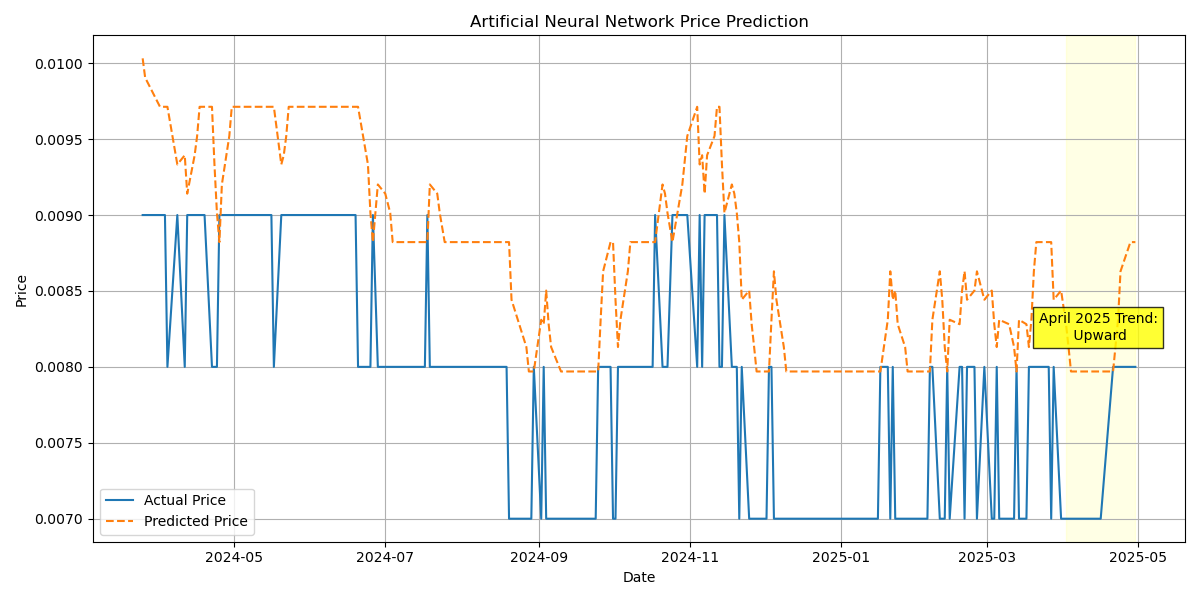 Artificial Neural Network Price Prediction
Price
0.0100
0.0095
0.0090
0.0085
0.0080
0.0075
0.0070
April 2025 Trend:
Upward
Actual Price
Predicted Price
2024-05 2024-07 2024-09 2024-11 2025-01 2025-03 2025-05
Date